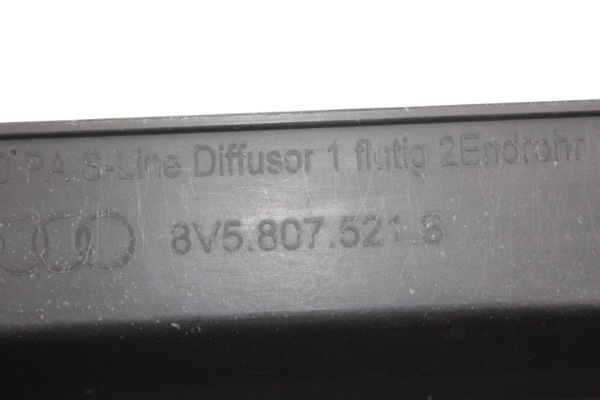 PA S-Line Diffusor 1 flutig 2Endrohr
8V5.807.521.S